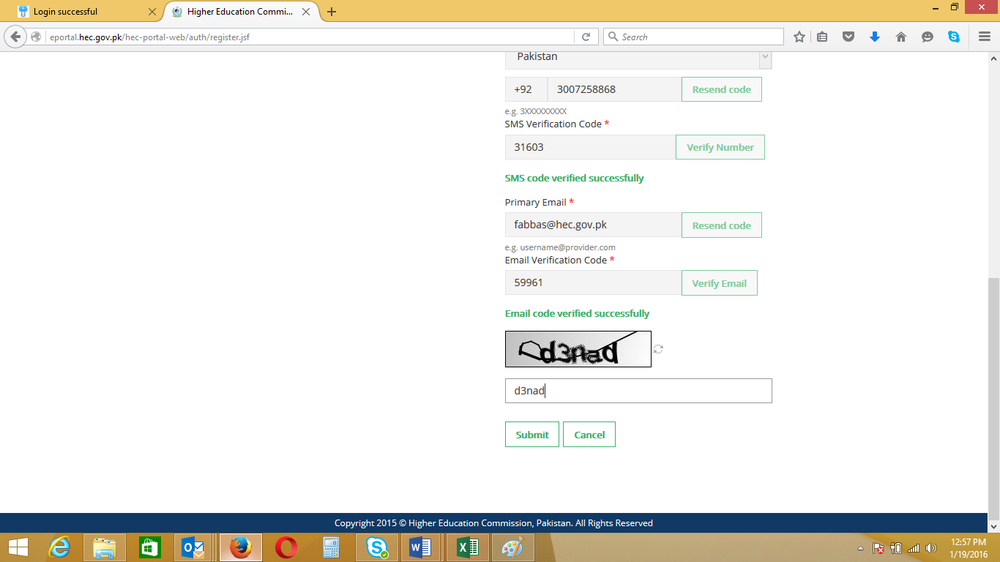 Login successful
Higher Education Commi...
eportal.hec.gov.pk/hec-portal-web/auth/register.jsf
Search
Pakistan
+92 3007258868 Resend code
e.g. 3XXXXXXXXX
SMS Verification Code *
31603 Verify Number
SMS code verified successfully
Primary Email *
fabbas@hec.gov.pk Resend code
e.g. username@provider.com
Email Verification Code *
59961 Verify Email
Email code verified successfully
d3nad
d3nad
Submit Cancel
Copyright 2015 © Higher Education Commission, Pakistan. All Rights Reserved
12:57 PM
1/19/2016